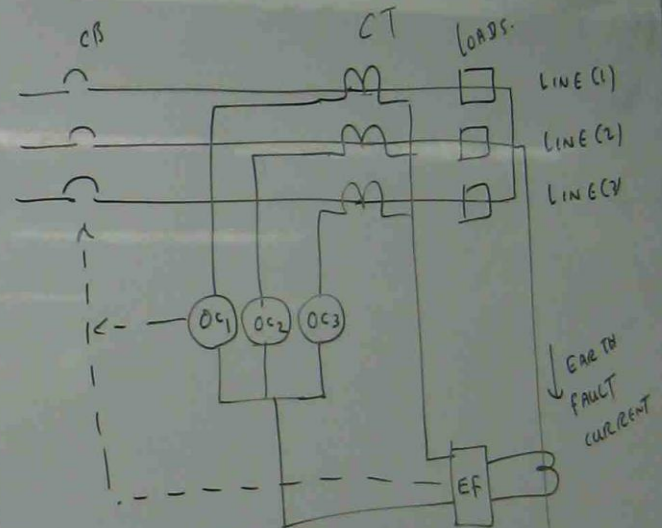 CB
CT
LOADS.
LINE(1)
LINE(2)
LINE(3)
OC1
OC2
OC3
EARTH
FAULT
CURRENT
EF